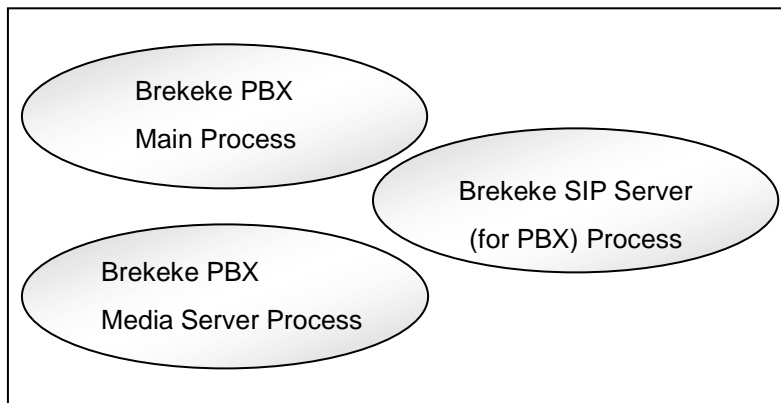 Brekeke PBX
Main Process
Brekeke SIP Server
(for PBX) Process
Brekeke PBX
Media Server Process